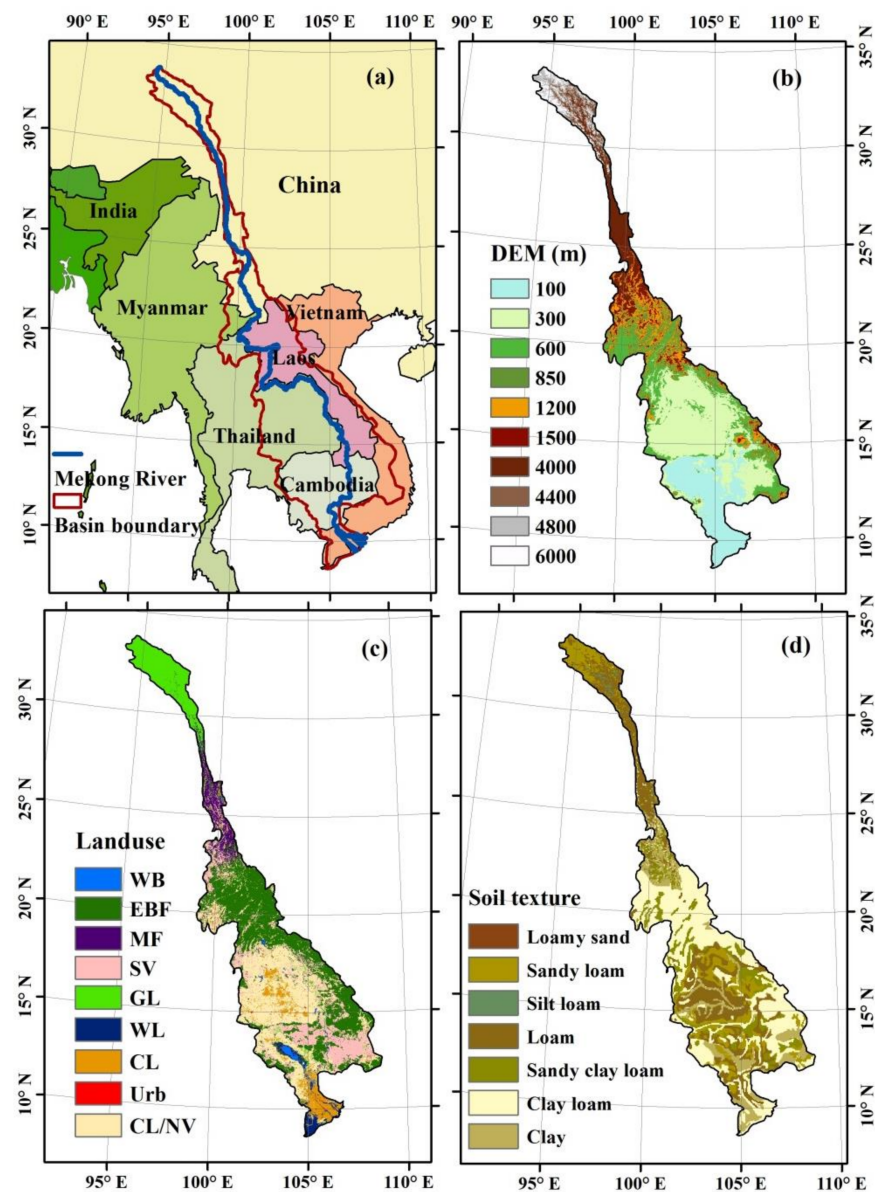 90° E 95° E 100° E 105° E 110° E
90° E 95° E 100° E 105° E 110° E
(a)
30° N
25° N
20° N
15° N
10° N
China
India
Myanmar
Vietnam
Laos
Thailand
Cambodia
Mekong River
Basin boundary
(b)
35° N
30° N
25° N
20° N
15° N
10° N
DEM (m)
100
300
600
850
1200
1500
4000
4400
4800
6000
(c)
30° N
25° N
20° N
15° N
10° N
Landuse
WB
EBF
MF
SV
GL
WL
CL
Urb
CL/NV
95° E 100° E 105° E 110° E
(d)
35° N
30° N
25° N
20° N
15° N
10° N
Soil texture
Loamy sand
Sandy loam
Silt loam
Loam
Sandy clay loam
Clay loam
Clay
95° E 100° E 105° E 110° E